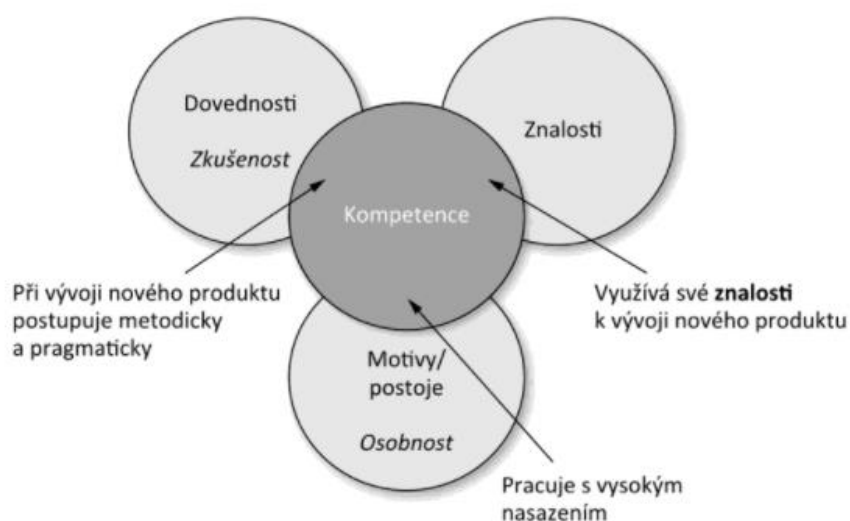 Dovednosti
Zkušenost
Znalosti
Kompetence
Při vývoji nového produktu
postupuje metodicky
a pragmaticky
Využívá své znalosti
k vývoji nového produktu
Motivy/
postoje
Osobnost
Pracuje s vysokým
nasazením